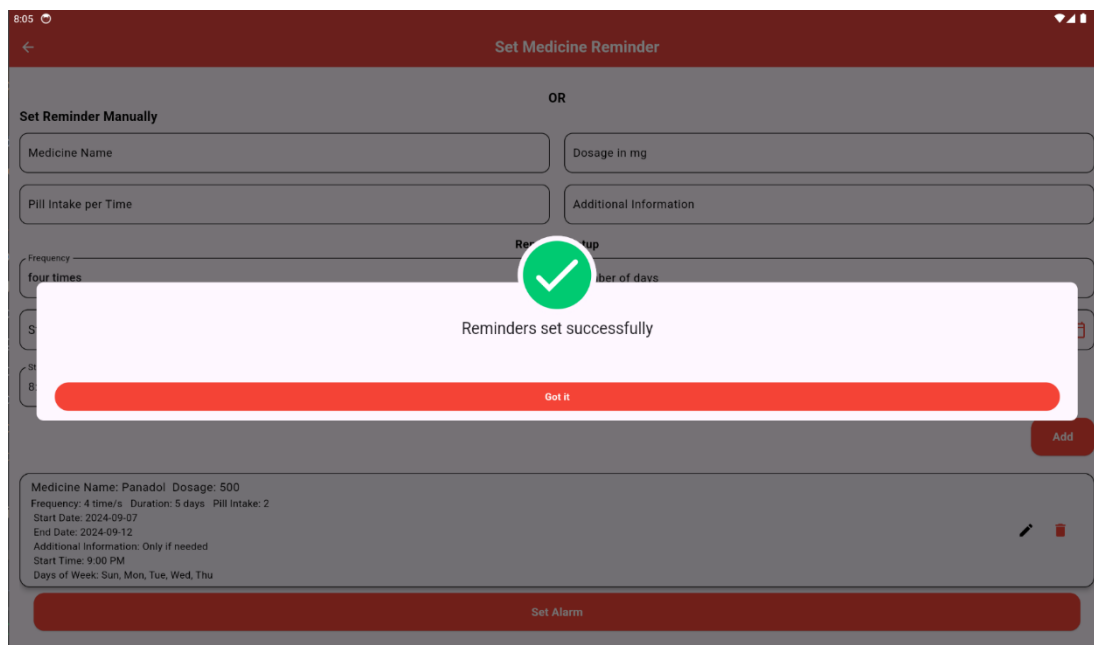 8:05
Set Medicine Reminder
OR
Set Reminder Manually
Medicine Name
Dosage in mg
Pill Intake per Time
Additional Information
Frequency
four times
Reminders set successfully
Got it
Add
Medicine Name: Panadol Dosage: 500
Frequency: 4 time/s Duration: 5 days Pill Intake: 2
Start Date: 2024-09-07
End Date: 2024-09-12
Additional Information: Only if needed
Start Time: 9:00 PM
Days of Week: Sun, Mon, Tue, Wed, Thu
Set Alarm